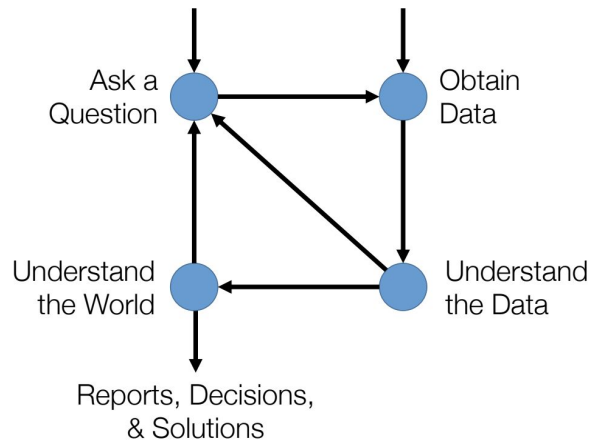 Ask a
Question
Obtain
Data
Understand
the World
Understand
the Data
Reports, Decisions,
& Solutions